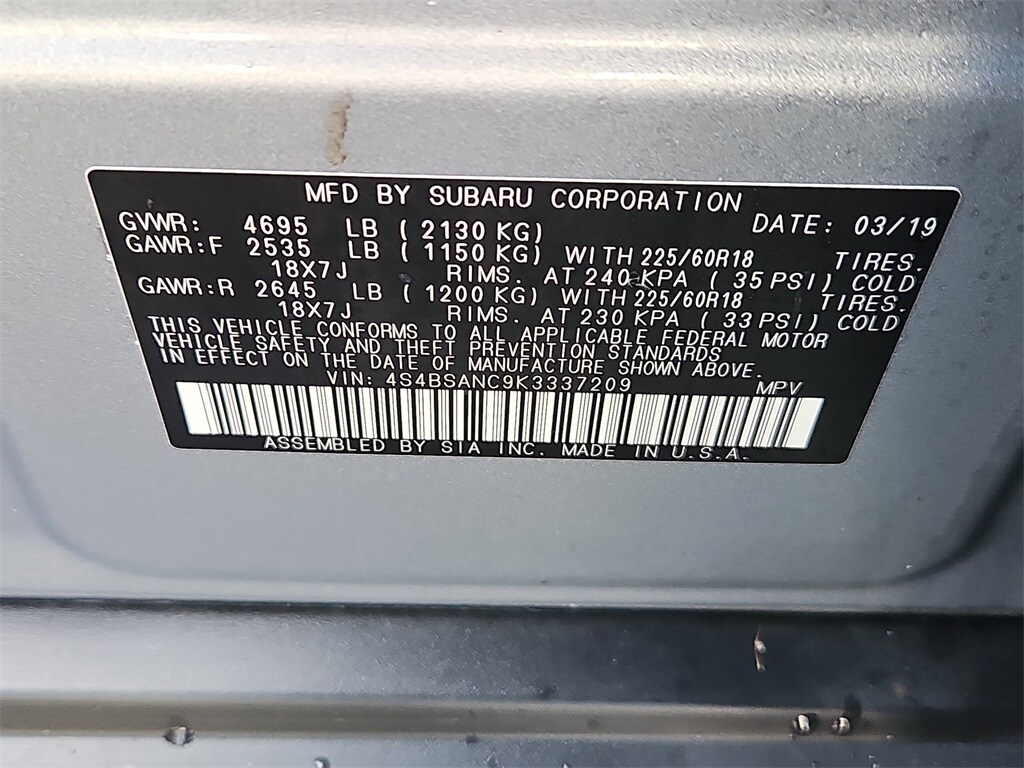 MFD BY SUBARU CORPORATION
GVWR: 4695 LB ( 2130 KG) DATE: 03/19
GAWR:F 2535 LB ( 1150 KG) WITH 225/60R18 TIRES.
18X7J RIMS. AT 240 KPA ( 35 PSI) COLD
GAWR:R 2645 LB ( 1200 KG) WITH 225/60R18 TIRES.
18X7J RIMS. AT 230 KPA ( 33 PSI) COLD
THIS VEHICLE CONFORMS TO ALL APPLICABLE FEDERAL MOTOR
VEHICLE SAFETY AND THEFT PREVENTION STANDARDS
IN EFFECT ON THE DATE OF MANUFACTURE SHOWN ABOVE.
VIN: 4S4BSANC9K3337209 MPV
ASSEMBLED BY SIA INC. MADE IN U.S.A.